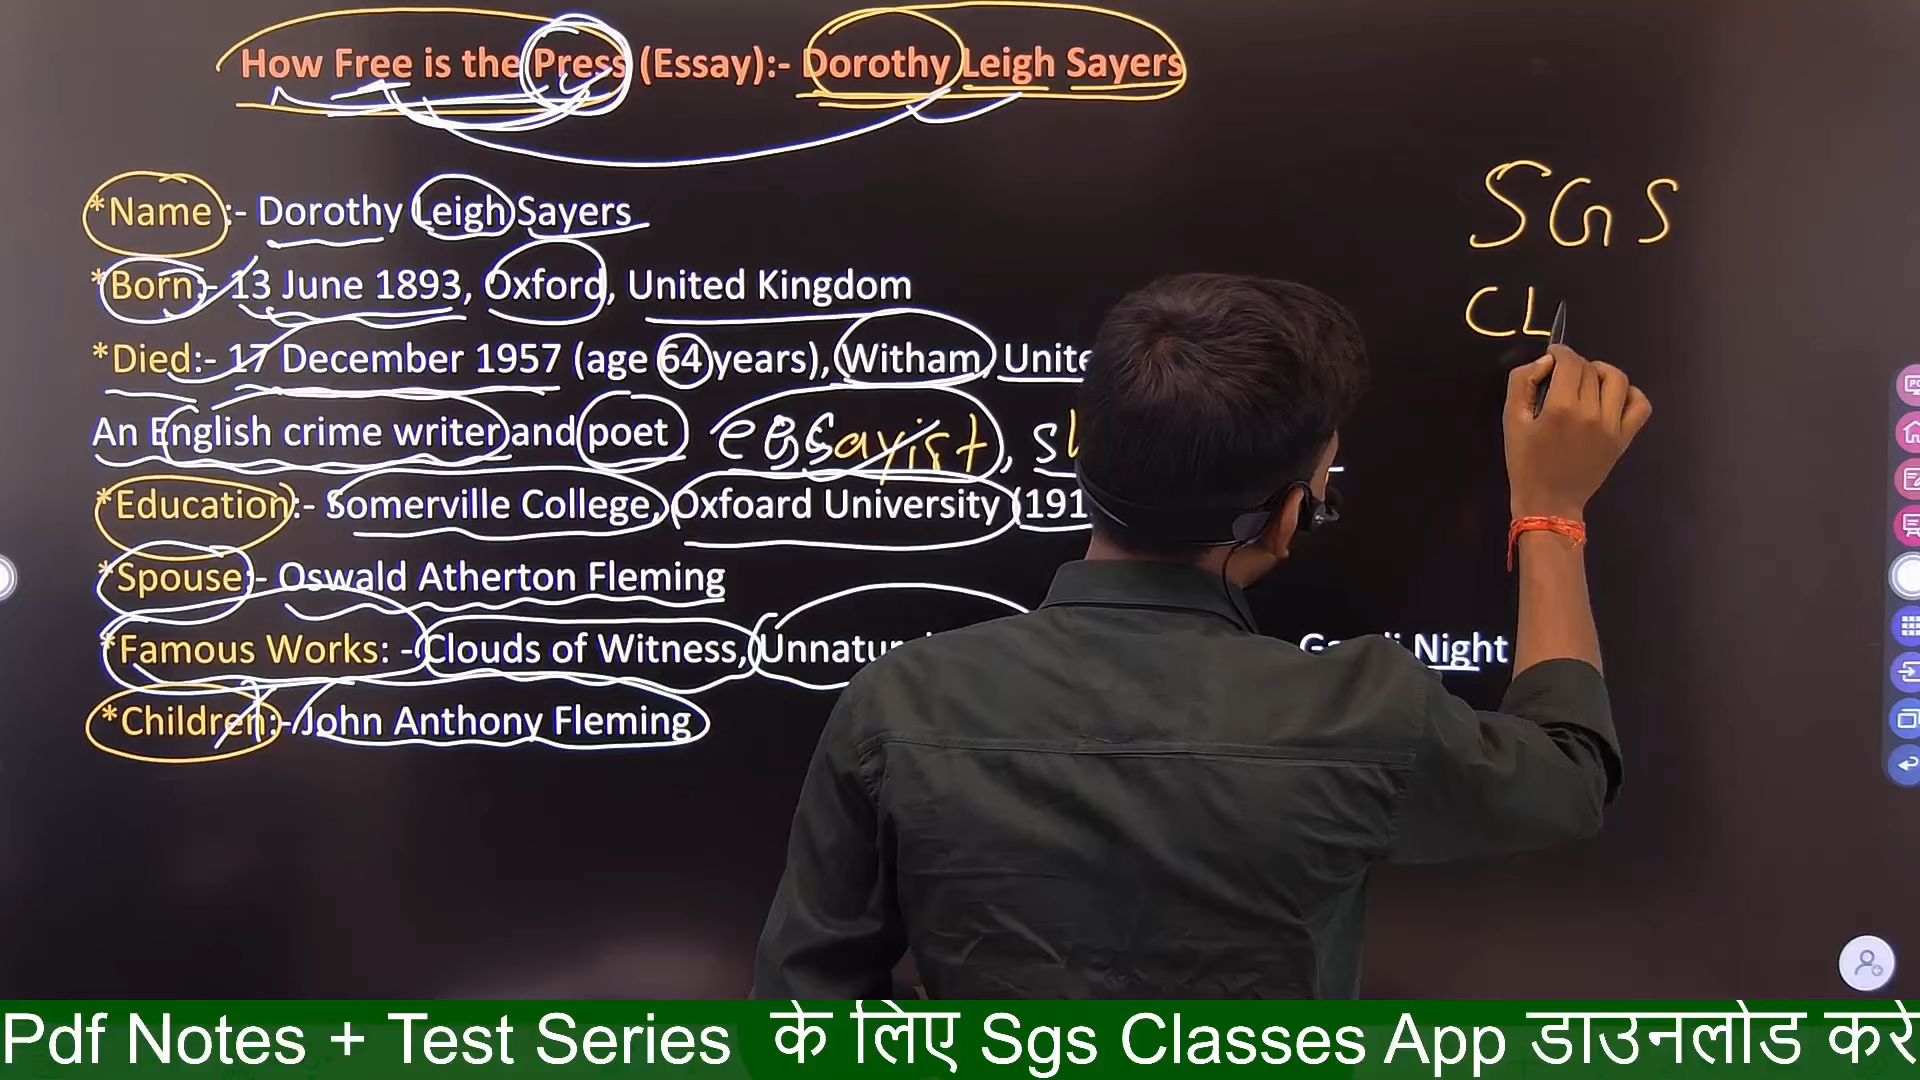 How Free is the Press (Essay):- Dorothy Leigh Sayers
*Name :- Dorothy Leigh Sayers
*Born:- 13 June 1893, Oxford, United Kingdom
*Died:- 17 December 1957 (age 64 years), Witham, Unite
An English crime writer and poet essayist, s
*Education:- Somerville College, Oxfoard University (191
*Spouse:- Oswald Atherton Fleming
*Famous Works: - Clouds of Witness, Unnatur Night
*Children:- John Anthony Fleming
SGS
CL
Pdf Notes + Test Series के लिए Sgs Classes App डाउनलोड करे